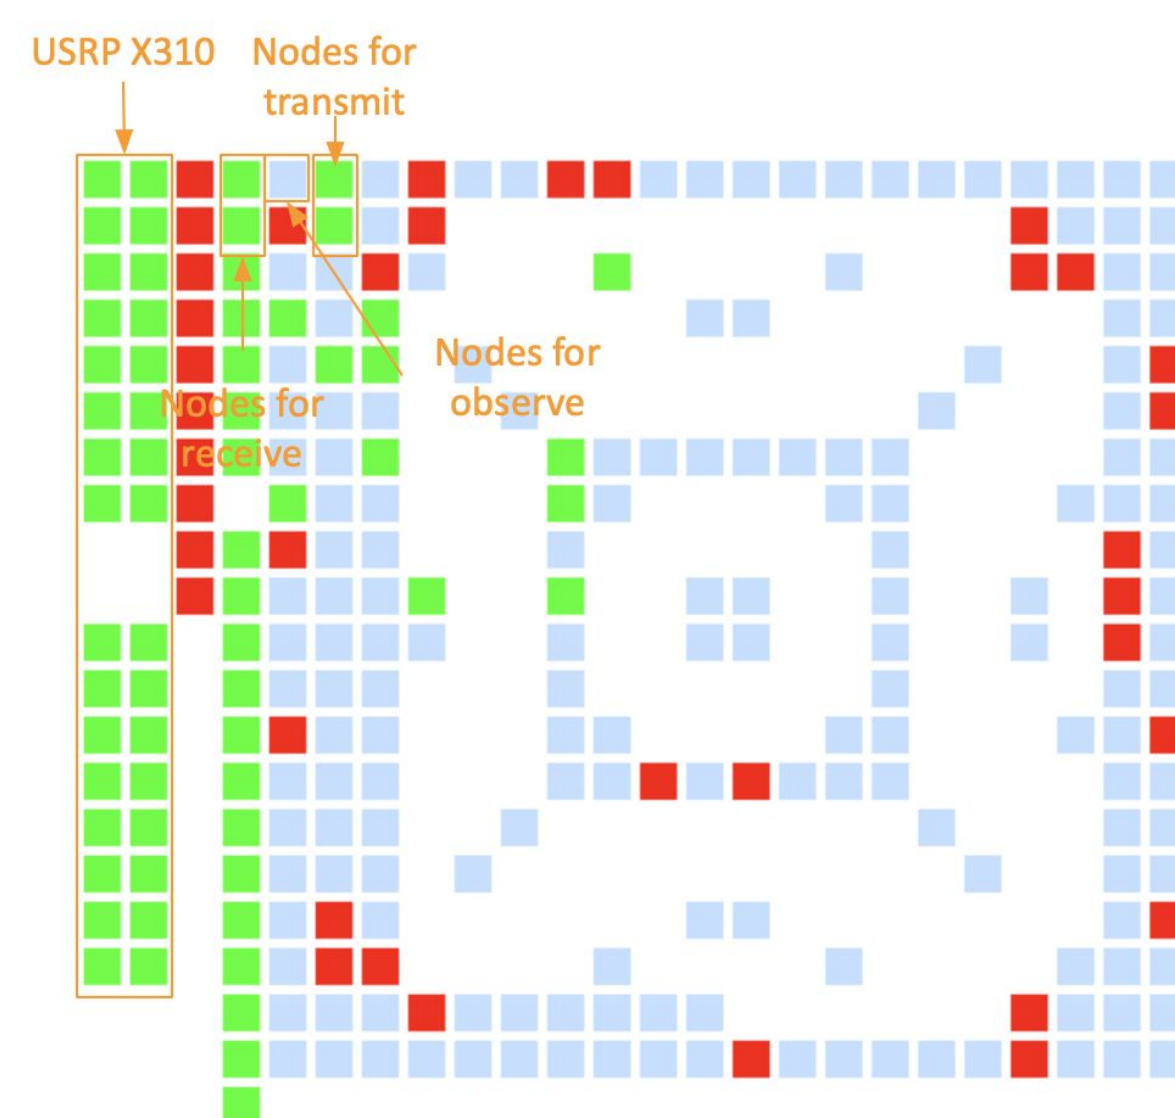 USRP X310
Nodes for
transmit
Nodes for
observe
Nodes for
receive